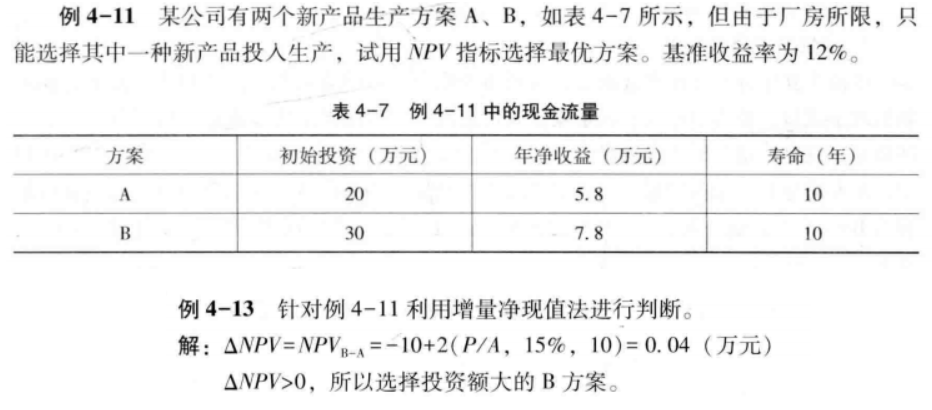 例 4-11 某公司有两个新产品生产方案 A、B，如表 4-7 所示，但由于厂房所限，只
能选择其中一种新产品投入生产，试用 NPV 指标选择最优方案。基准收益率为 12%。
表 4-7 例 4-11 中的现金流量
方案 初始投资（万元） 年净收益（万元） 寿命（年）
A 20 5.8 10
B 30 7.8 10
例 4-13 针对例 4-11 利用增量净现值法进行判断。
解：ΔNPV=NPV_{B-A}=-10+2(P/A，15%，10)=0.04（万元）
ΔNPV>0，所以选择投资额大的 B 方案。